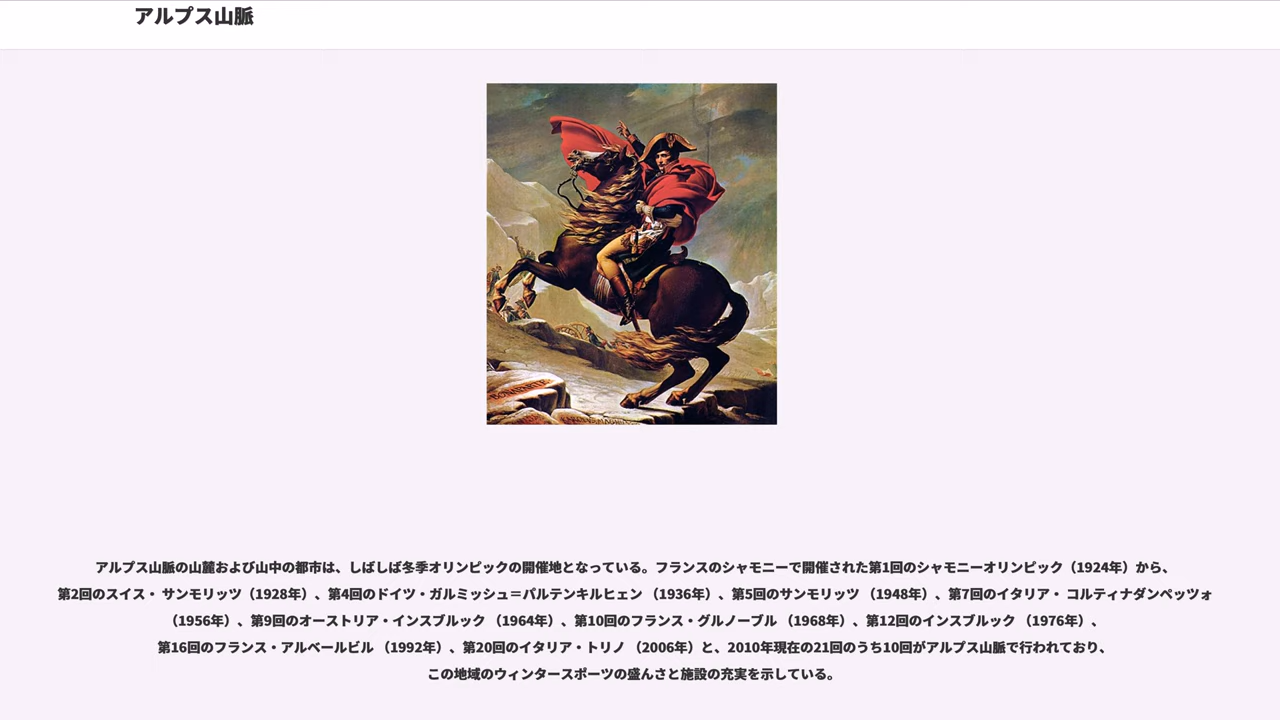 アルプス山脈
BONAPARTE
アルプス山脈の山麓および山中の都市は、しばしば冬季オリンピックの開催地となっている。フランスのシャモニーで開催された第1回のシャモニーオリンピック（1924年）から、
第2回のスイス・ サンモリッツ（1928年）、第4回のドイツ・ガルミッシュ＝パルテンキルヒェン （1936年）、第5回のサンモリッツ （1948年）、第7回のイタリア・ コルティナダンペッツォ
（1956年）、第9回のオーストリア・インスブルック （1964年）、第10回のフランス・グルノーブル （1968年）、第12回のインスブルック （1976年）、
第16回のフランス・アルベールビル （1992年）、第20回のイタリア・トリノ （2006年）と、2010年現在の21回のうち10回がアルプス山脈で行われており、
この地域のウィンタースポーツの盛んさと施設の充実を示している。